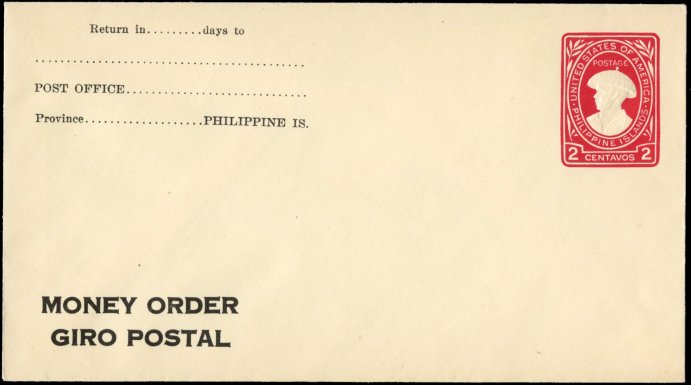 Return in.........days to
............................................
POST OFFICE..............................
Province....................PHILIPPINE IS.
UNITED STATES OF AMERICA
POSTAGE
PHILIPPINE ISLANDS
2 CENTAVOS 2
MONEY ORDER
GIRO POSTAL